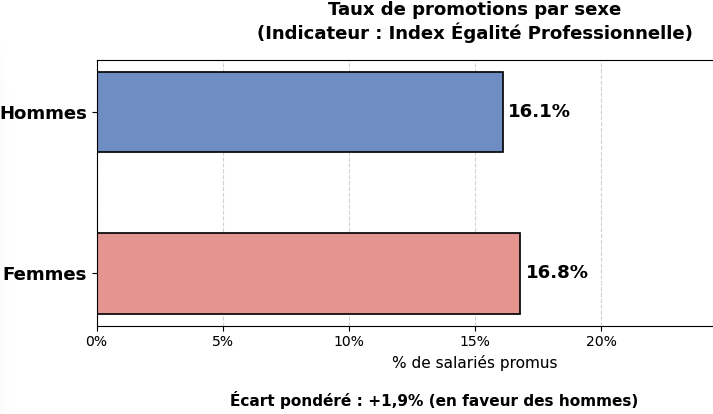 Taux de promotions par sexe
(Indicateur : Index Égalité Professionnelle)
Hommes
16.1%
Femmes
16.8%
0% 5% 10% 15% 20%
% de salariés promus
Écart pondéré : +1,9% (en faveur des hommes)